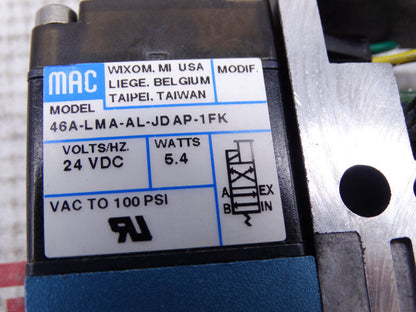 MAC
WIXOM. MI USA
LIEGE. BELGIUM
TAIPEI. TAIWAN
MODIF.
MODEL
46A-LMA-AL-JDAP-1FK
VOLTS/HZ.
24 VDC
WATTS
5.4
VAC TO 100 PSI
A EX
B IN